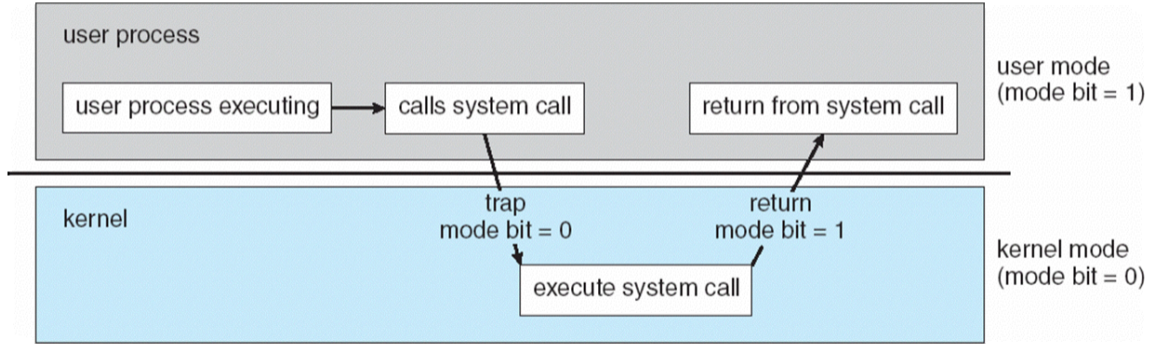 user process
user process executing
calls system call
return from system call
user mode
(mode bit = 1)
kernel
trap
mode bit = 0
return
mode bit = 1
execute system call
kernel mode
(mode bit = 0)